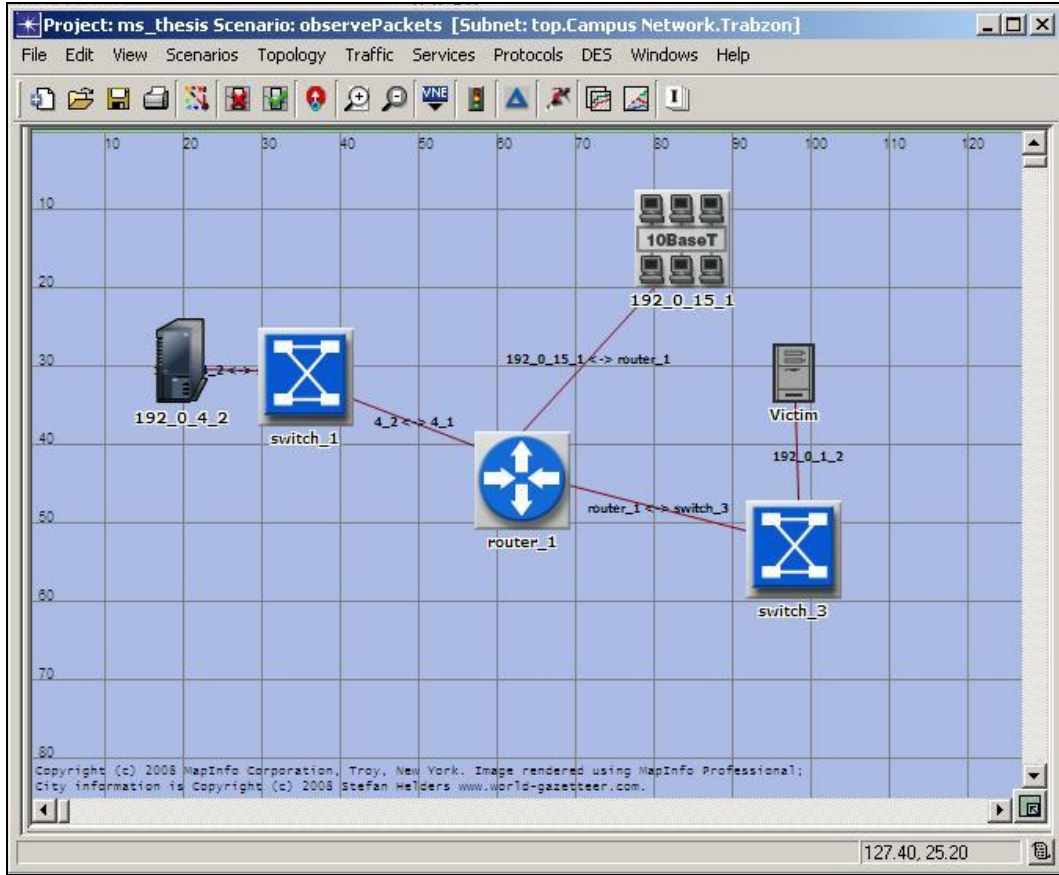 Project: ms_thesis Scenario: observePackets [Subnet: top.Campus Network.Trabzon]
File Edit View Scenarios Topology Traffic Services Protocols DES Windows Help
VNE
10 20 30 40 50 60 70 80 90 100 110 120
10
10BaseT
20
192_0_15_1
30
192_0_15_1 <-> router_1
2 <->
192_0_4_2
Victim
4_2 <-> 4_1
switch_1
40
192_0_1_2
router_1 <-> switch_3
50
router_1
60
switch_3
70
80
Copyright (c) 2008 MapInfo Corporation, Troy, New York. Image rendered using MapInfo Professional;
City information is Copyright (c) 2008 Stefan Helders www.world-gazetteer.com.
127.40, 25.20